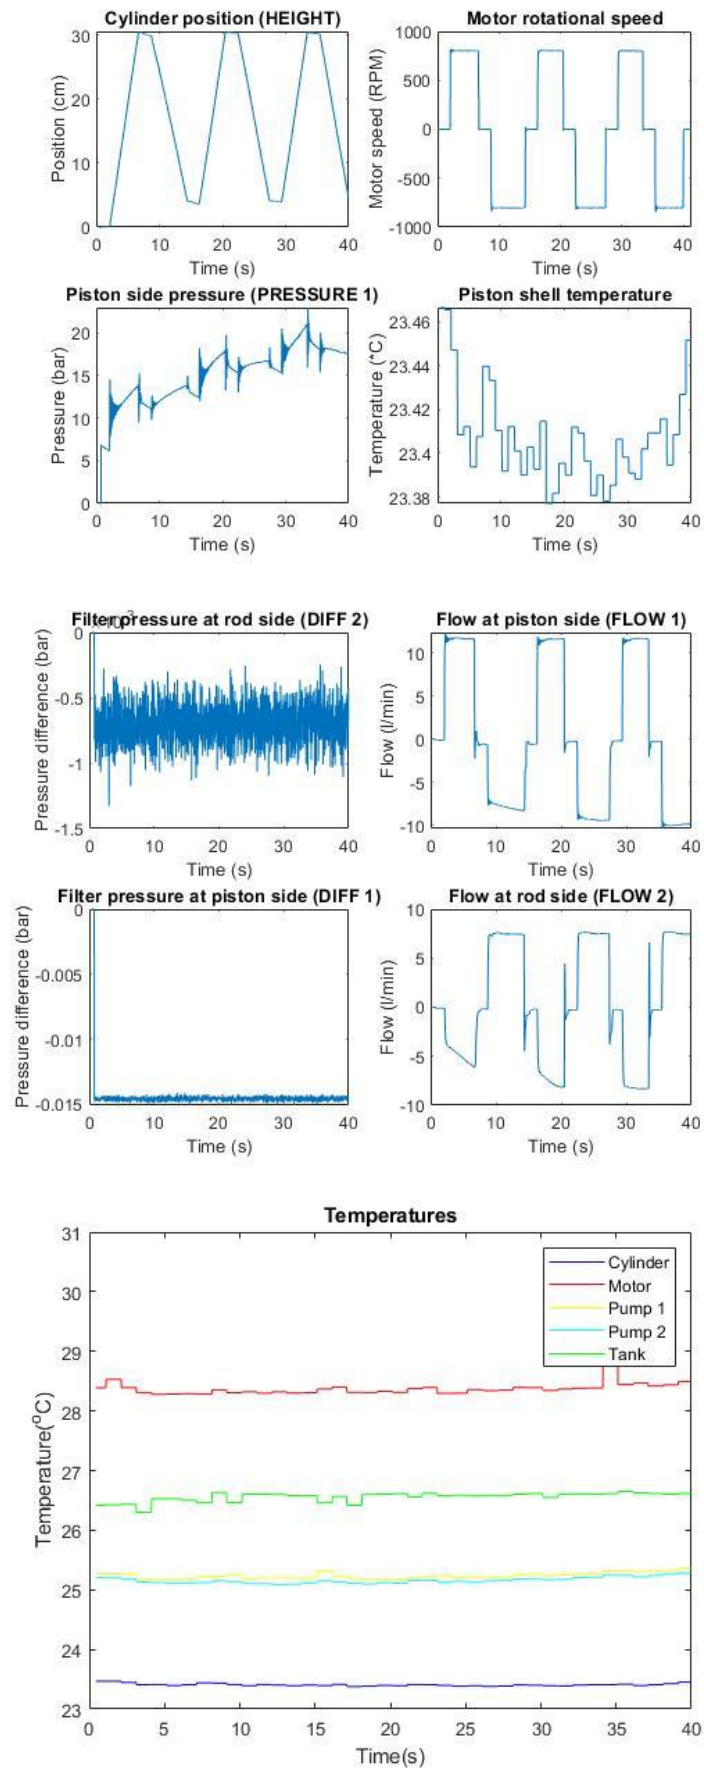 Cylinder position (HEIGHT)
30
20
10
0
Position (cm)
0 10 20 30 40
Time (s)
Motor rotational speed
1000
500
0
-500
-1000
Motor speed (RPM)
0 10 20 30 40
Time (s)
Piston side pressure (PRESSURE 1)
20
15
10
5
0
Pressure (bar)
0 10 20 30 40
Time (s)
Piston shell temperature
23.46
23.44
23.42
23.4
23.38
Temperature (*C)
0 10 20 30 40
Time (s)
Filter pressure at rod side (DIFF 2)
0
-0.5
-1
-1.5
Pressure difference (bar)
0 10 20 30 40
Time (s)
Flow at piston side (FLOW 1)
10
5
0
-5
-10
Flow (l/min)
0 10 20 30 40
Time (s)
Filter pressure at piston side (DIFF 1)
0
-0.005
-0.01
-0.015
Pressure difference (bar)
0 10 20 30 40
Time (s)
Flow at rod side (FLOW 2)
10
5
0
-5
-10
Flow (l/min)
0 10 20 30 40
Time (s)
Temperatures
31
30
29
28
27
26
25
24
23
Temperature(°C)
Cylinder
Motor
Pump 1
Pump 2
Tank
0 5 10 15 20 25 30 35 40
Time(s)